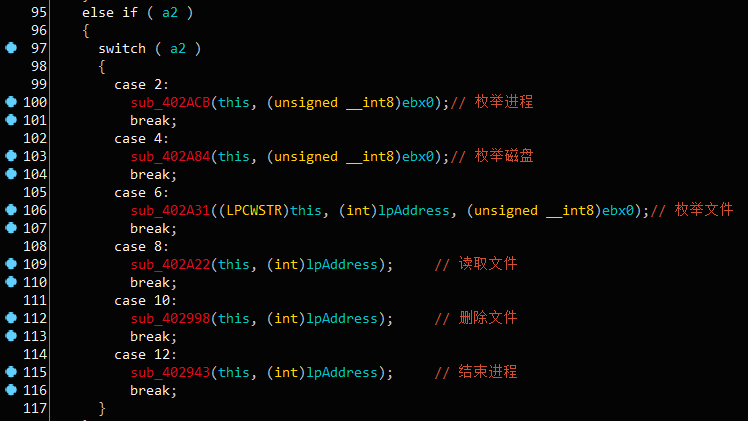 95 else if ( a2 )
96 {
97 switch ( a2 )
98 {
99 case 2:
100 sub_402ACB(this, (unsigned __int8)ebx0);// 枚举进程
101 break;
102 case 4:
103 sub_402A84(this, (unsigned __int8)ebx0);// 枚举磁盘
104 break;
105 case 6:
106 sub_402A31((LPCWSTR)this, (int)lpAddress, (unsigned __int8)ebx0);// 枚举文件
107 break;
108 case 8:
109 sub_402A22(this, (int)lpAddress); // 读取文件
110 break;
111 case 10:
112 sub_402998(this, (int)lpAddress); // 删除文件
113 break;
114 case 12:
115 sub_402943(this, (int)lpAddress); // 结束进程
116 break;
117 }